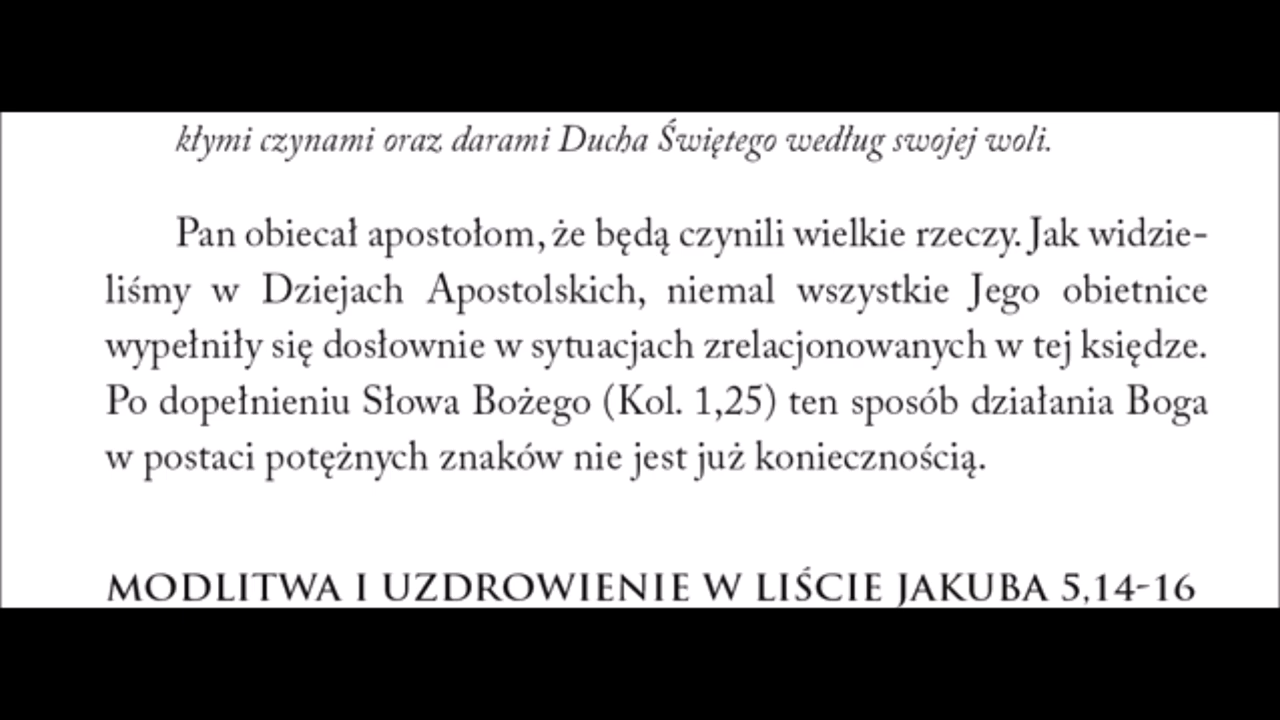 kłymi czynami oraz darami Ducha Świętego według swojej woli.
Pan obiecał apostołom, że będą czynili wielkie rzeczy. Jak widzie-
liśmy w Dziejach Apostolskich, niemal wszystkie Jego obietnice
wypełniły się dosłownie w sytuacjach zrelacjonowanych w tej księdze.
Po dopełnieniu Słowa Bożego (Kol. 1,25) ten sposób działania Boga
w postaci potężnych znaków nie jest już koniecznością.
MODLITWA I UZDROWIENIE W LIŚCIE JAKUBA 5,14-16